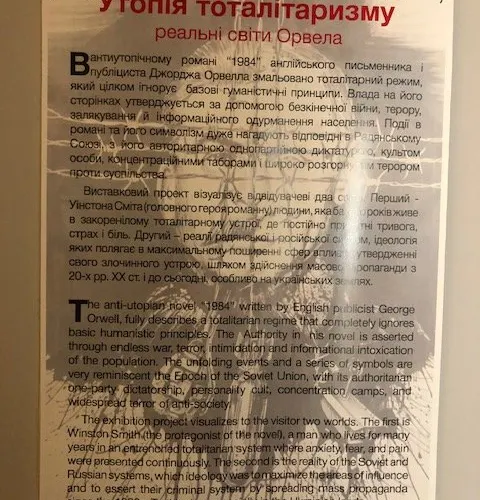 Утопія тоталітаризму
реальні світи Орвела
В антиутопічному романі "1984" англійського письменника і
публіциста Джорджа Орвелла змальовано тоталітарний режим,
який цілком ігнорує базові гуманістичні принципи. Влада на його
сторінках утверджується за допомогою безкінечної війни, терору,
залякування й інформаційного одурманення населення. Події в
романі та його символізм дуже нагадують відповідні в Радянському
Союзі, з його авторитарною однопартійною диктатурою, культом
особи, концентраційними таборами і широко розгорнутим терором
проти суспільства.
Виставковий проект візуалізує відвідувачеві два світи. Перший -
Уінстона Сміта (головного героя роману) людини, яка багато років живе
в закоренілому тоталітарному устрої, де постійно присутні тривога,
страх і біль. Другий – реалії радянської і російської систем, ідеологія
яких полягає в максимальному поширенні сфер впливу і утвердженні
свого злочинного устрою, шляхом здійснення масової пропаганди з
20-х рр. ХХ ст. і до сьогодні, особливо на українських землях.
The anti-utopian novel "1984" written by English publicist George
Orwell, fully describes a totalitarian regime that completely ignores
basic humanistic principles. The Authority in his novel is asserted
through endless war, terror, intimidation and informational intoxication
of the population. The unfolding events and a series of symbols are
very reminiscent the Epoch of the Soviet Union, with its authoritarian
one-party dictatorship, personality cult, concentration camps, and
widespread terror of anti-society.
The exhibition project visualizes to the visitor two worlds. The first is
Winston Smith (the protegonist of the novel), a man who lives for many
years in an entrenched totalitarian system where anxiety, fear, and pain
were presented continuously. The second is the reality of the Soviet and
Russian systems, which ideology was to maximize the areas of influence
and to assert their criminal system by spreading mass propaganda